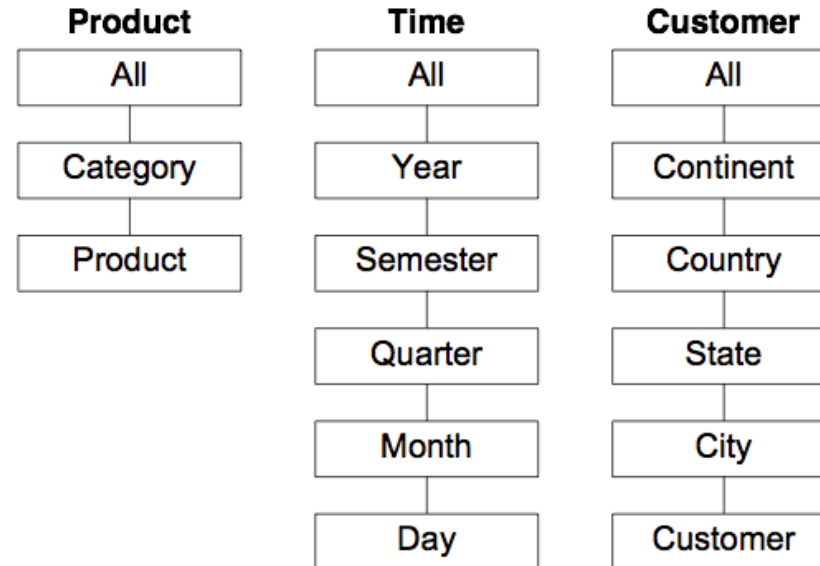 Product
All
Category
Product
Time
All
Year
Semester
Quarter
Month
Day
Customer
All
Continent
Country
State
City
Customer